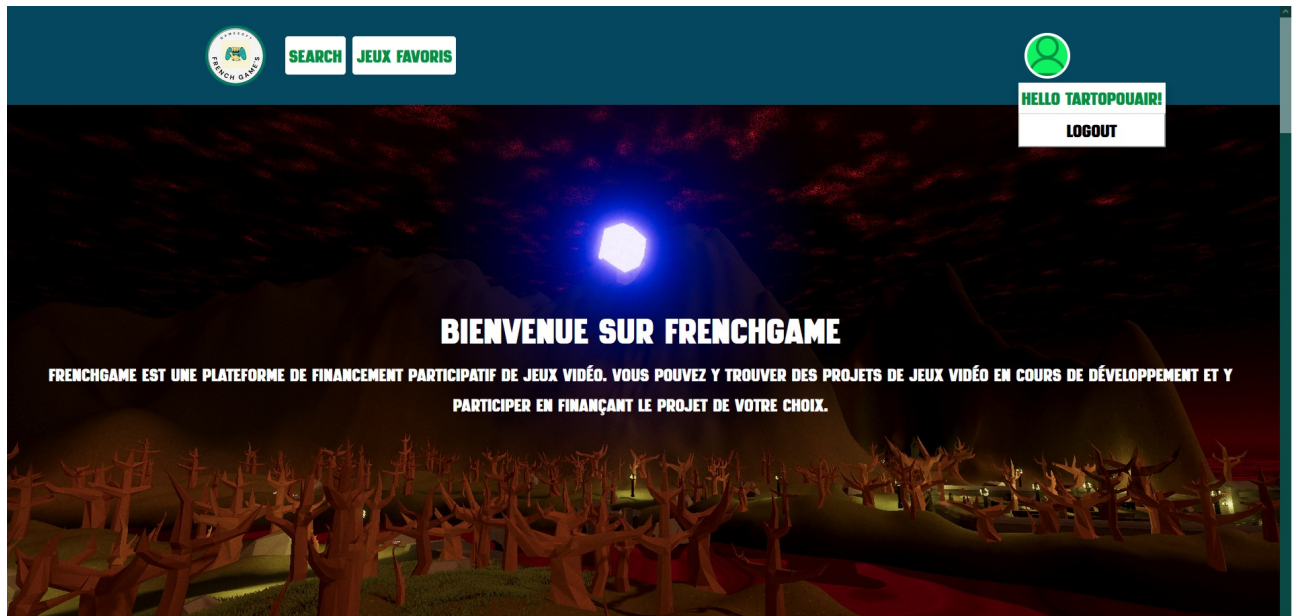 GAMESOFT
FRENCH GAME'S
SEARCH
JEUX FAVORIS
HELLO TARTOPOUAIR!
LOGOUT
BIENVENUE SUR FRENCHGAME
FRENCHGAME EST UNE PLATEFORME DE FINANCEMENT PARTICIPATIF DE JEUX VIDÉO. VOUS POUVEZ Y TROUVER DES PROJETS DE JEUX VIDÉO EN COURS DE DÉVELOPPEMENT ET Y
PARTICIPER EN FINANÇANT LE PROJET DE VOTRE CHOIX.